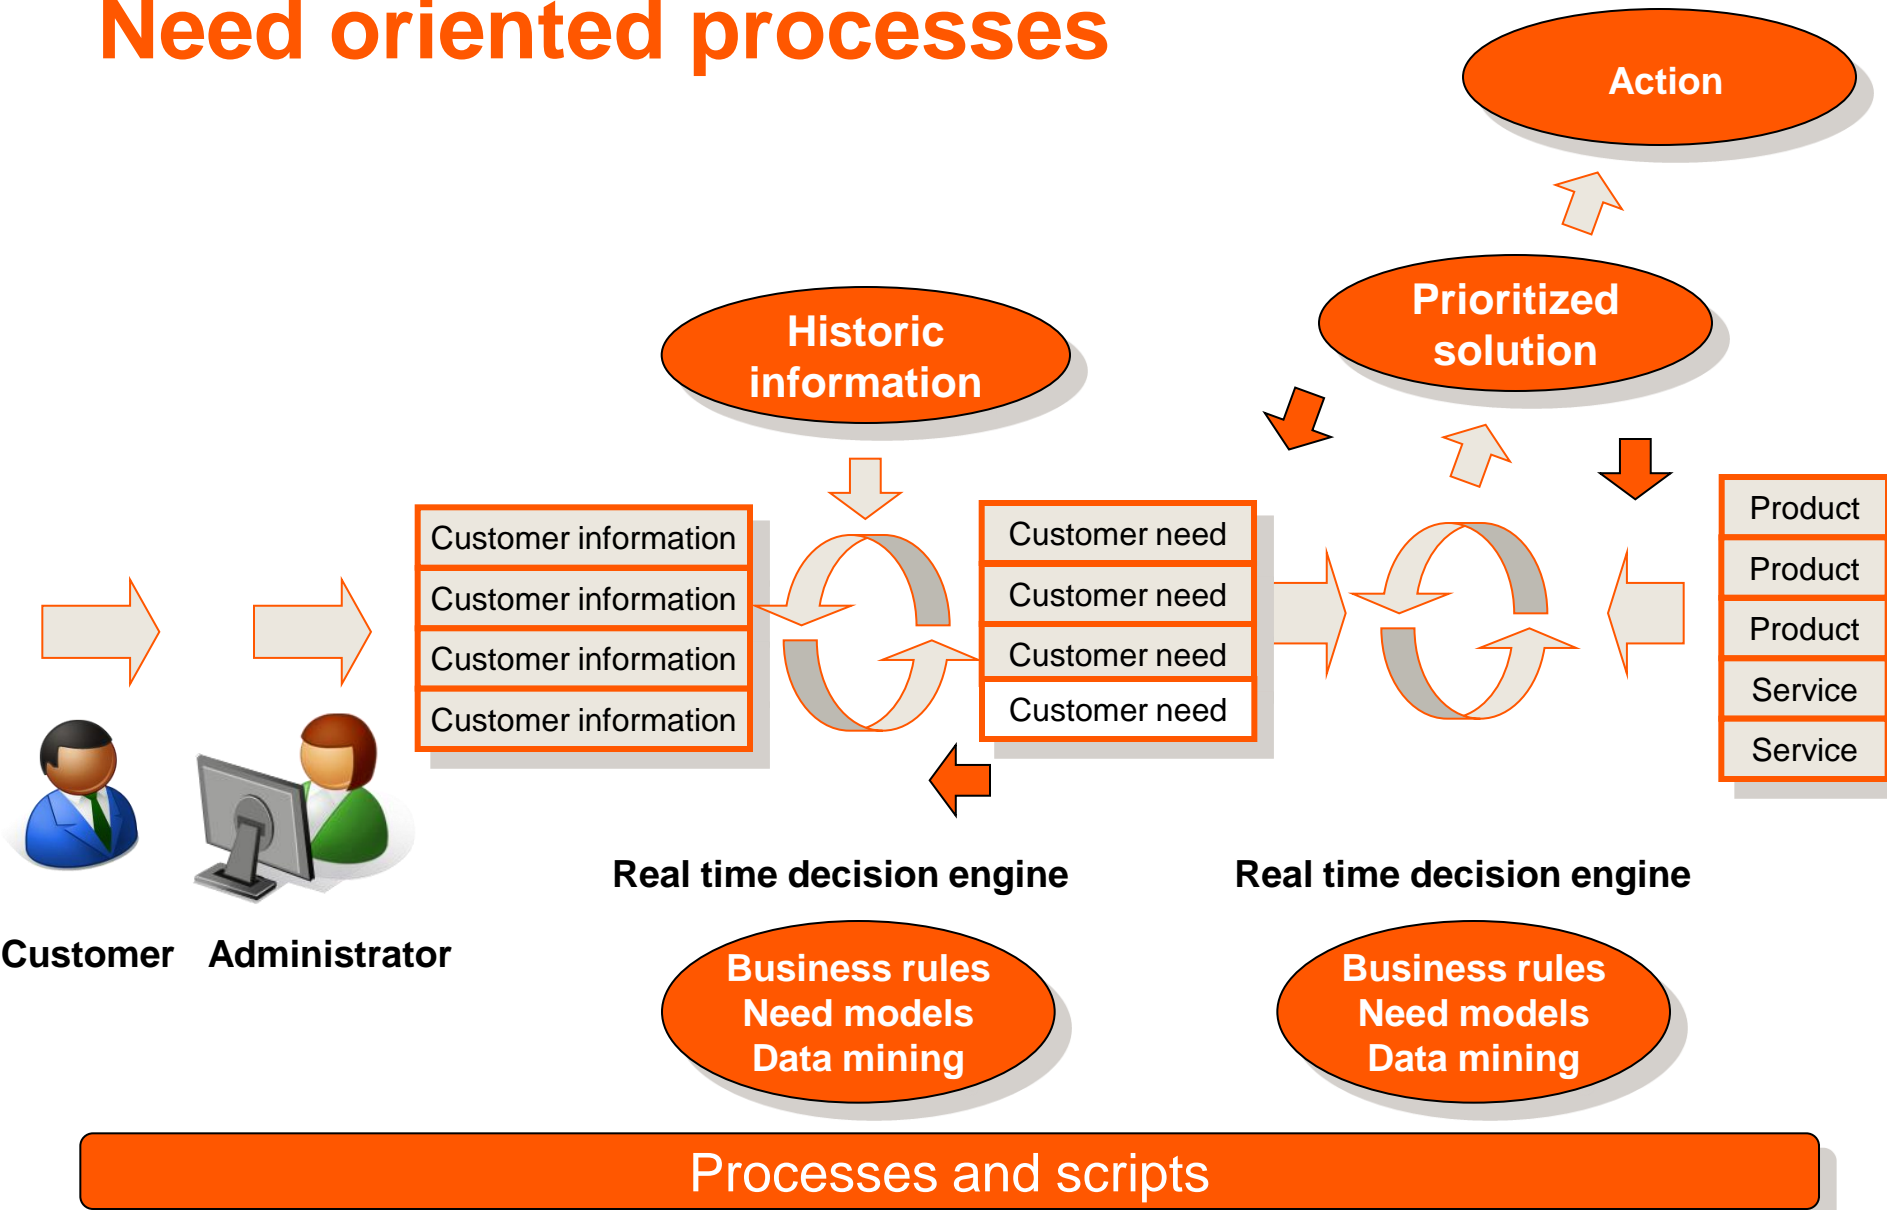 Need oriented processes
Action
Prioritized
solution
Historic
information
Customer information
Customer information
Customer information
Customer information
Customer need
Customer need
Customer need
Customer need
Product
Product
Product
Service
Service
Real time decision engine
Real time decision engine
Customer
Administrator
Business rules
Need models
Data mining
Business rules
Need models
Data mining
Processes and scripts